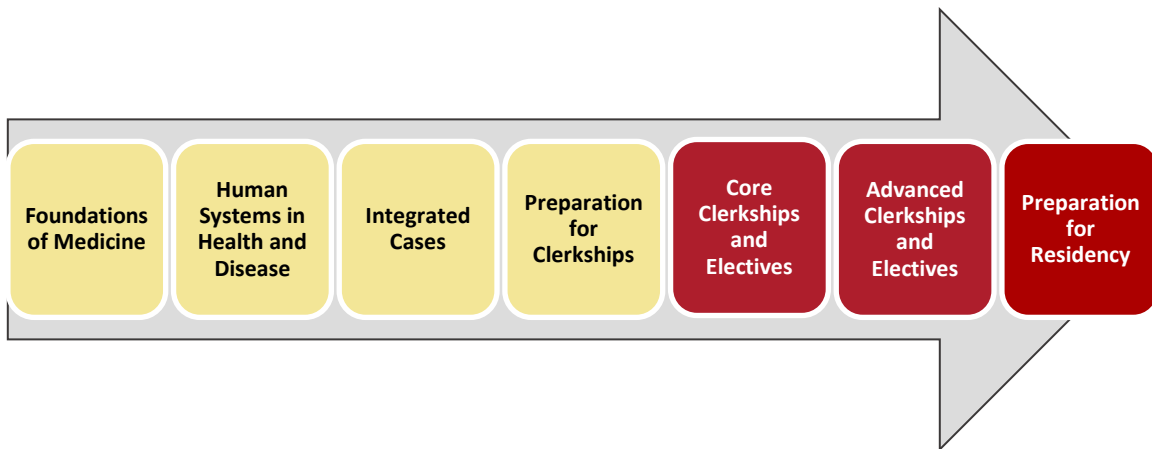 Foundations
of Medicine
Human
Systems in
Health and
Disease
Integrated
Cases
Preparation
for
Clerkships
Core
Clerkships
and
Electives
Advanced
Clerkships
and
Electives
Preparation
for
Residency